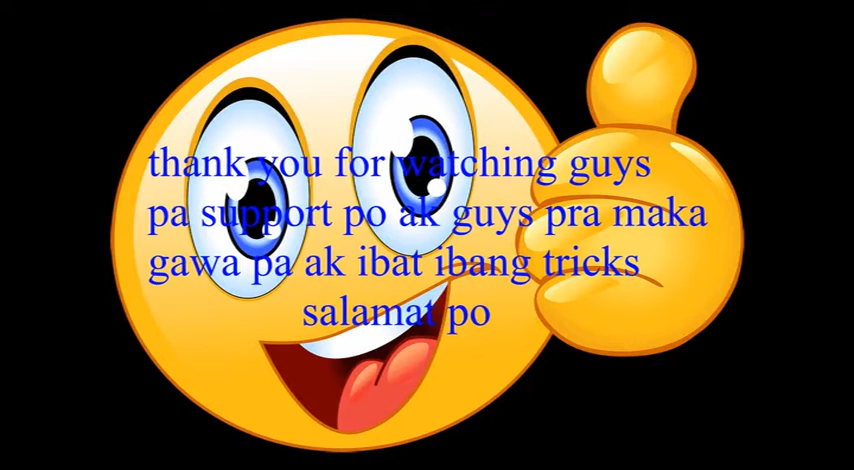 thank you for watching guys
pa support po ak guys pra maka
gawa pa ak ibat ibang tricks
salamat po